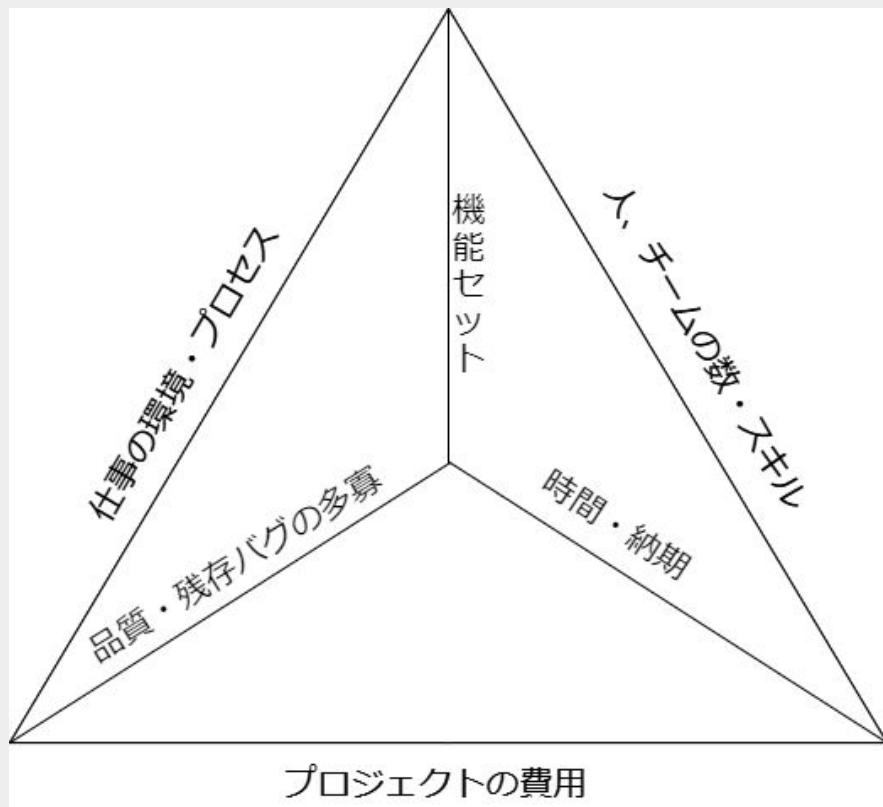 機能セット
人、チームの数・スキル
仕事の環境・プロセス
品質・残存バグの多寡
時間・納期
プロジェクトの費用